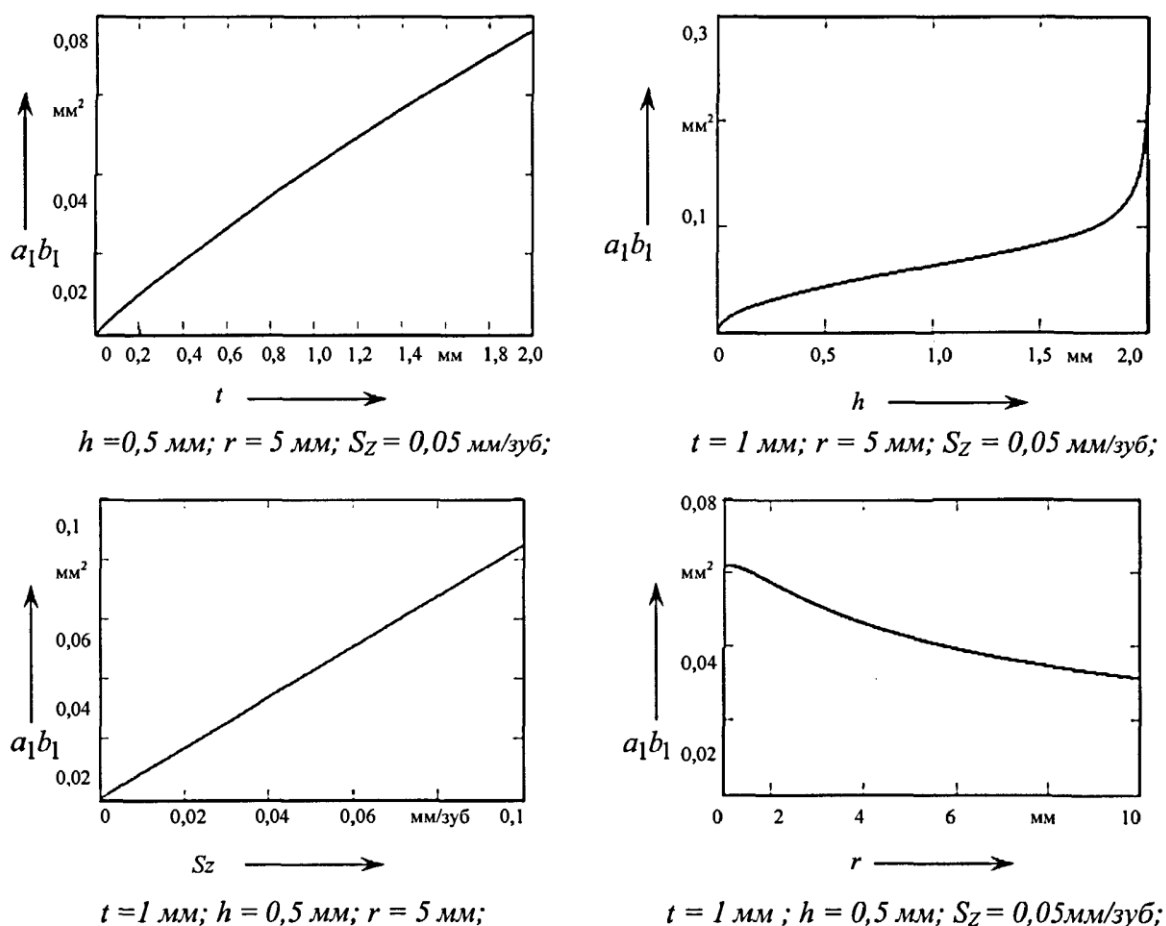 0,08
мм²
0,04
a₁b₁
0,02
0 0,2 0,4 0,6 0,8 1,0 1,2 1,4 мм 1,8 2,0
t
h =0,5 мм; r = 5 мм; S_Z = 0,05 мм/зуб;
0,3
мм²
0,1
a₁b₁
0 0,5 1,0 1,5 мм 2,0
h
t = 1 мм; r = 5 мм; S_Z = 0,05 мм/зуб;
0,1
мм²
0,06
0,04
a₁b₁
0,02
0 0,02 0,04 0,06 мм/зуб 0,1
Sz
t =1 мм; h = 0,5 мм; r = 5 мм;
0,08
мм²
0,04
a₁b₁
0,02
0 2 4 6 мм 10
r
t = 1 мм ; h = 0,5 мм; S_Z = 0,05мм/зуб;